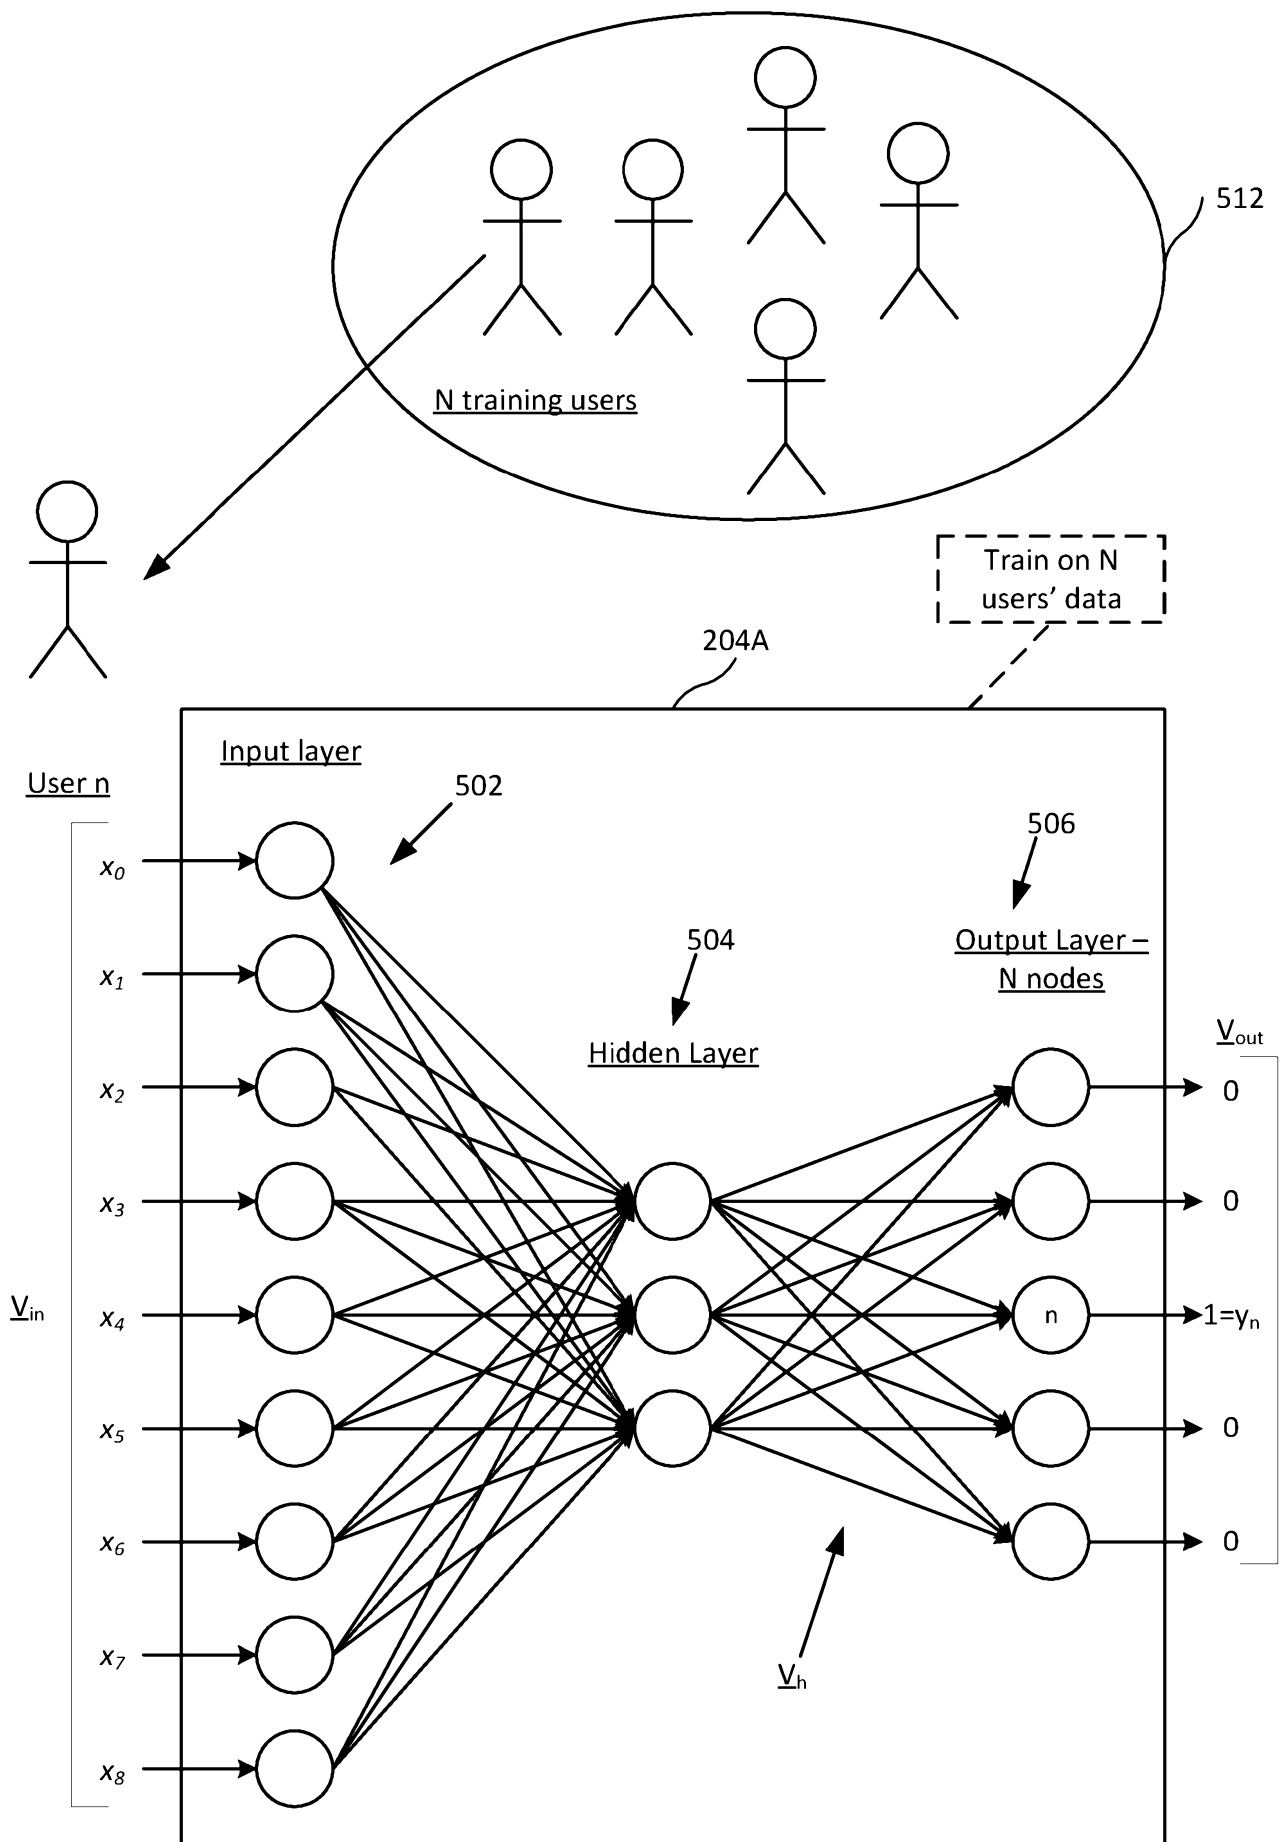 512
N training users
Train on N
users’ data
204A
Input layer
User n
502
506
x0
504
Output Layer –
N nodes
x1
Vout
Hidden Layer
x2
0
x3
0
Vin
x4
n
1=yn
x5
0
x6
0
x7
Vh
x8